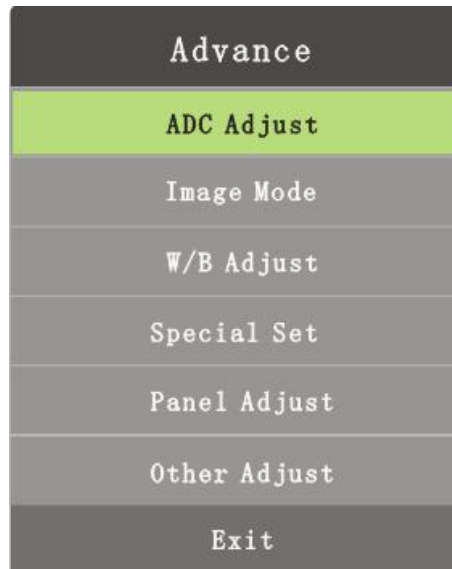 Advance
ADC Adjust
Image Mode
W/B Adjust
Special Set
Panel Adjust
Other Adjust
Exit